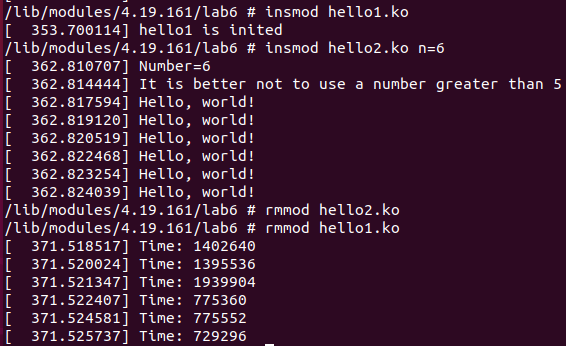 /lib/modules/4.19.161/lab6 # insmod hello1.ko
[  353.700114] hello1 is inited
/lib/modules/4.19.161/lab6 # insmod hello2.ko n=6
[  362.810707] Number=6
[  362.814444] It is better not to use a number greater than 5
[  362.817594] Hello, world!
[  362.819120] Hello, world!
[  362.820519] Hello, world!
[  362.822468] Hello, world!
[  362.823254] Hello, world!
[  362.824039] Hello, world!
/lib/modules/4.19.161/lab6 # rmmod hello2.ko
/lib/modules/4.19.161/lab6 # rmmod hello1.ko
[  371.518517] Time: 1402640
[  371.520024] Time: 1395536
[  371.521347] Time: 1939904
[  371.522407] Time: 775360
[  371.524581] Time: 775552
[  371.525737] Time: 729296